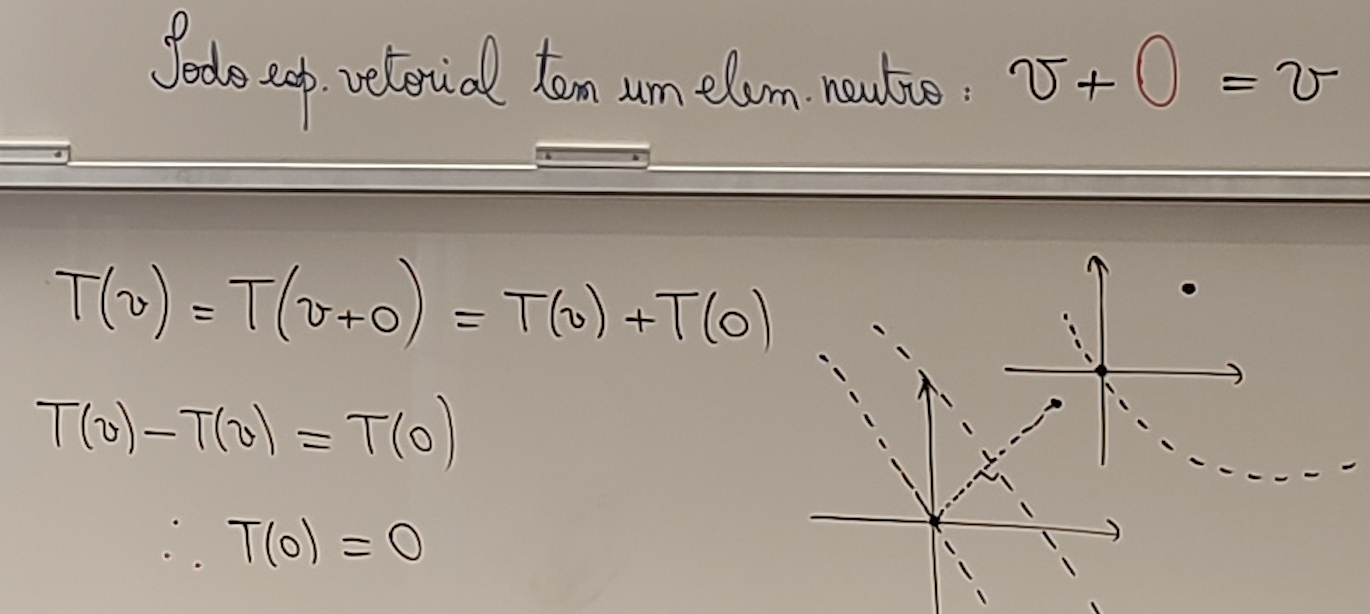 Todo esp. vetorial tem um elem. neutro: v + 0 = v
T(v) = T(v+0) = T(v) + T(0)
T(v) - T(v) = T(0)
∴ T(0) = 0